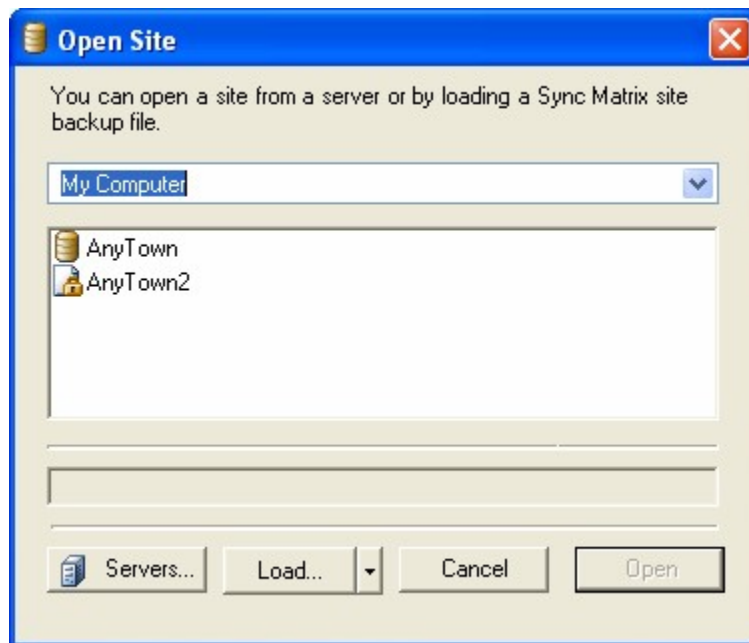 Open Site
You can open a site from a server or by loading a Sync Matrix site
backup file.
My Computer
AnyTown
AnyTown2
Servers...
Load...
Cancel
Open